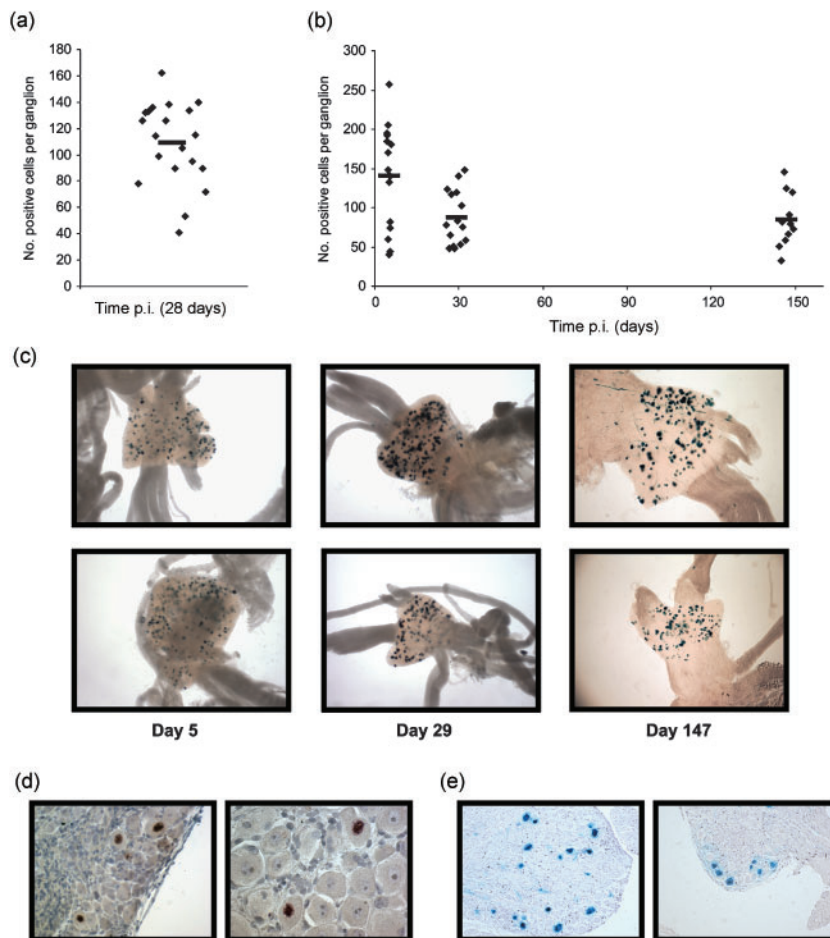 (a)
(b)
No. positive cells per ganglion
180
160
140
120
100
80
60
40
20
0
Time p.i. (28 days)
No. positive cells per ganglion
300
250
200
150
100
50
0
0 30 60 90 120 150
Time p.i. (days)
(c)
Day 5 Day 29 Day 147
(d)
(e)